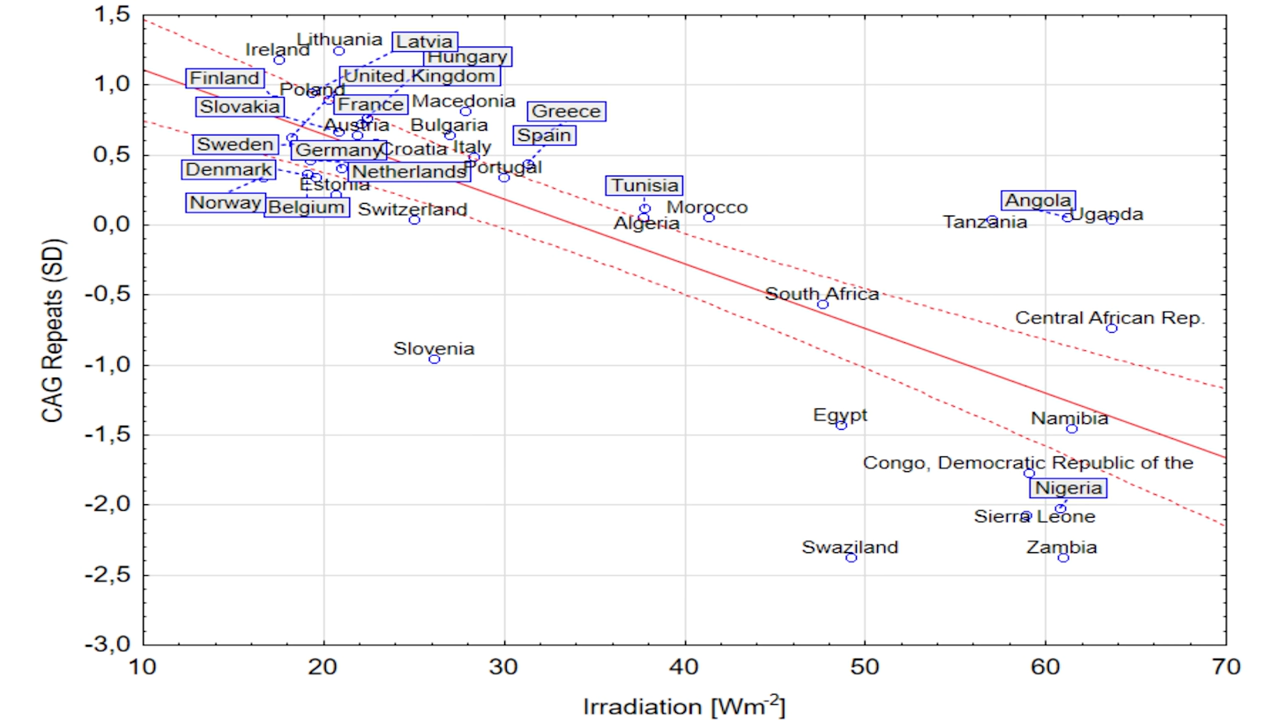 1,5
Lithuania
Latvia
Ireland
Hungary
Finland
United Kingdom
1,0
Poland
Slovakia
France
Macedonia
Greece
Austria
Bulgaria
Spain
Sweden
Germany
Croatia
Italy
0,5
Denmark
Netherlands
Portugal
Estonia
Tunisia
Norway
Belgium
Switzerland
Morocco
Angola
0,0
Algeria
Tanzania
Uganda
CAG Repeats (SD)
-0,5
South Africa
Central African Rep.
Slovenia
-1,0
Egypt
Namibia
-1,5
Congo, Democratic Republic of the
Nigeria
-2,0
Sierra Leone
Swaziland
Zambia
-2,5
-3,0
10 20 30 40 50 60 70
Irradiation [Wm-2]